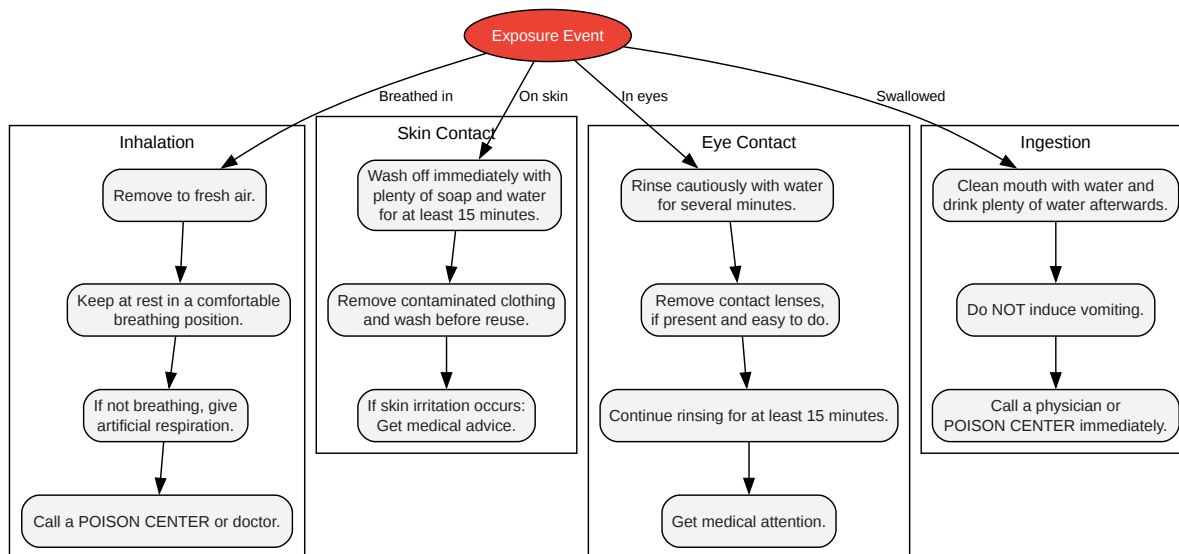 Exposure Event
Breathed in
On skin
In eyes
Swallowed
Inhalation
Remove to fresh air.
Keep at rest in a comfortable
breathing position.
If not breathing, give
artificial respiration.
Call a POISON CENTER or doctor.
Skin Contact
Wash off immediately with
plenty of soap and water
for at least 15 minutes.
Remove contaminated clothing
and wash before reuse.
If skin irritation occurs:
Get medical advice.
Eye Contact
Rinse cautiously with water
for several minutes.
Remove contact lenses,
if present and easy to do.
Continue rinsing for at least 15 minutes.
Get medical attention.
Ingestion
Clean mouth with water and
drink plenty of water afterwards.
Do NOT induce vomiting.
Call a physician or
POISON CENTER immediately.